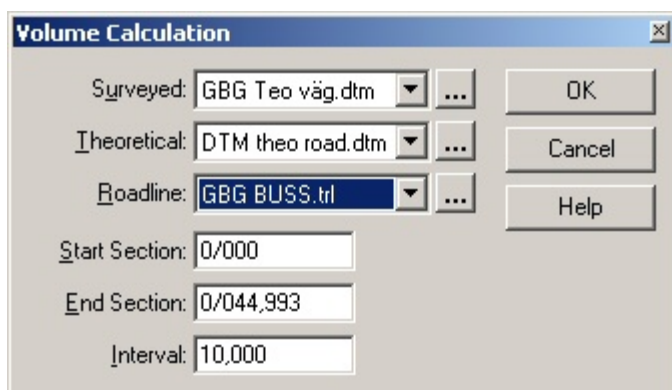 Volume Calculation
Surveyed: GBG Teo väg.dtm ... OK
Theoretical: DTM theo road.dtm ... Cancel
Roadline: GBG BUSS.trl ... Help
Start Section: 0/000
End Section: 0/044,993
Interval: 10,000